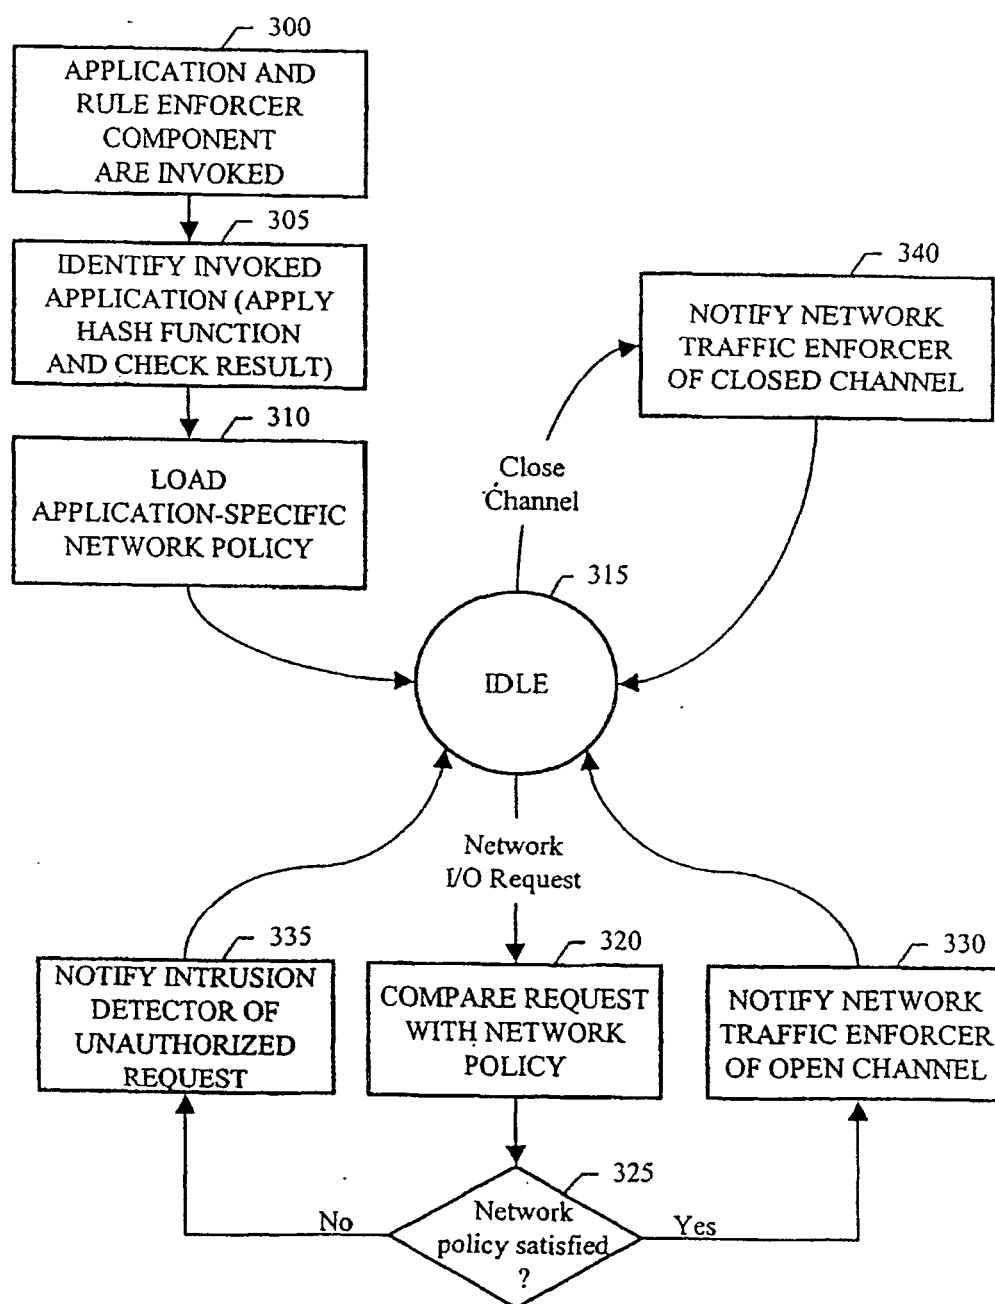 300
APPLICATION AND
RULE ENFORCER
COMPONENT
ARE INVOKED
305
IDENTIFY INVOKED
APPLICATION (APPLY
HASH FUNCTION
AND CHECK RESULT)
310
LOAD
APPLICATION-SPECIFIC
NETWORK POLICY
340
NOTIFY NETWORK
TRAFFIC ENFORCER
OF CLOSED CHANNEL
Close
Channel
315
IDLE
Network
I/O Request
335
NOTIFY INTRUSION
DETECTOR OF
UNAUTHORIZED
REQUEST
320
COMPARE REQUEST
WITH NETWORK
POLICY
330
NOTIFY NETWORK
TRAFFIC ENFORCER
OF OPEN CHANNEL
325
No
Network
policy satisfied
?
Yes